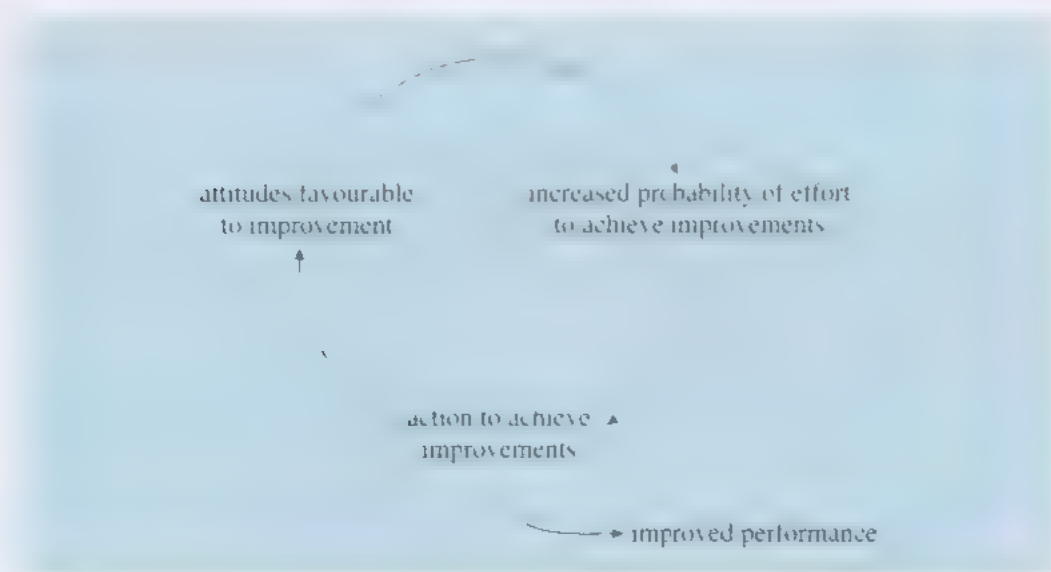 attitudes favourable
to improvement
increased probability of effort
to achieve improvements
action to achieve
improvements
improved performance